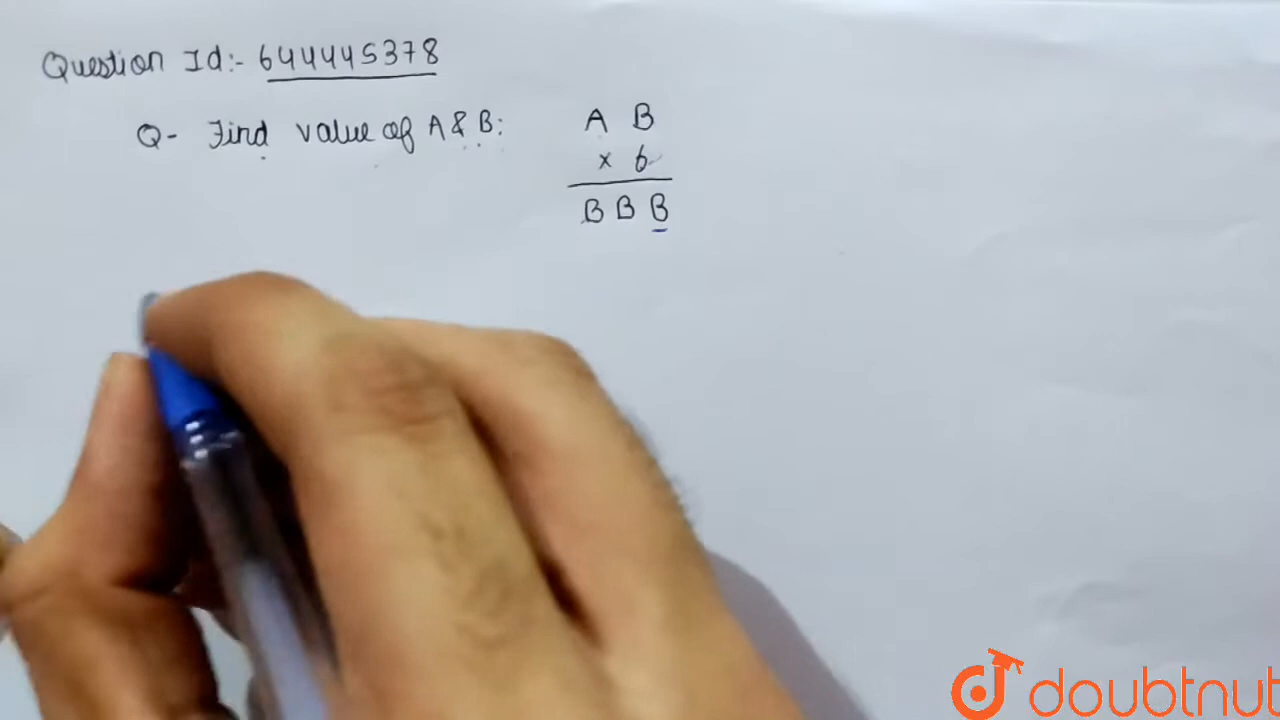 Question Id:- 644445378
Q- Find value of A & B:
A B
× 6
B B B
doubtnut